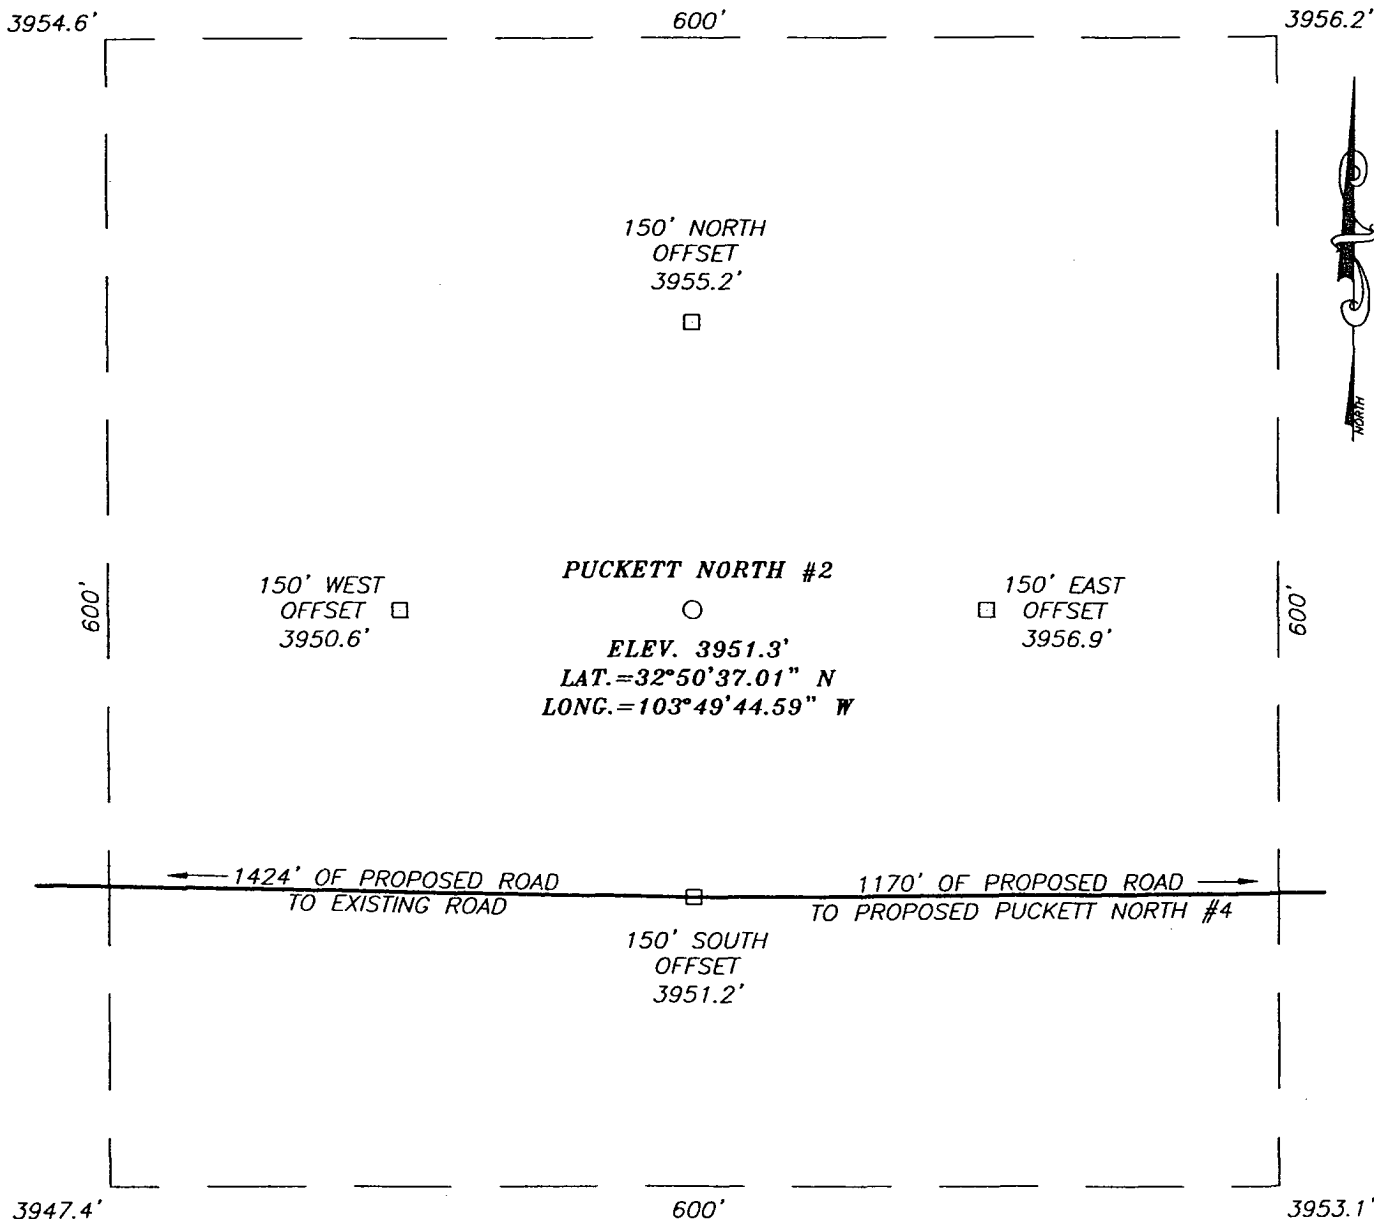 3954.6'
600'
3956.2'
NORTH
150' NORTH
OFFSET
3955.2'
600'
150' WEST
OFFSET
3950.6'
PUCKETT NORTH #2
ELEV. 3951.3'
LAT.=32°50'37.01" N
LONG.=103°49'44.59" W
150' EAST
OFFSET
3956.9'
600'
1424' OF PROPOSED ROAD
TO EXISTING ROAD
1170' OF PROPOSED ROAD
TO PROPOSED PUCKETT NORTH #4
150' SOUTH
OFFSET
3951.2'
3947.4'
600'
3953.1'